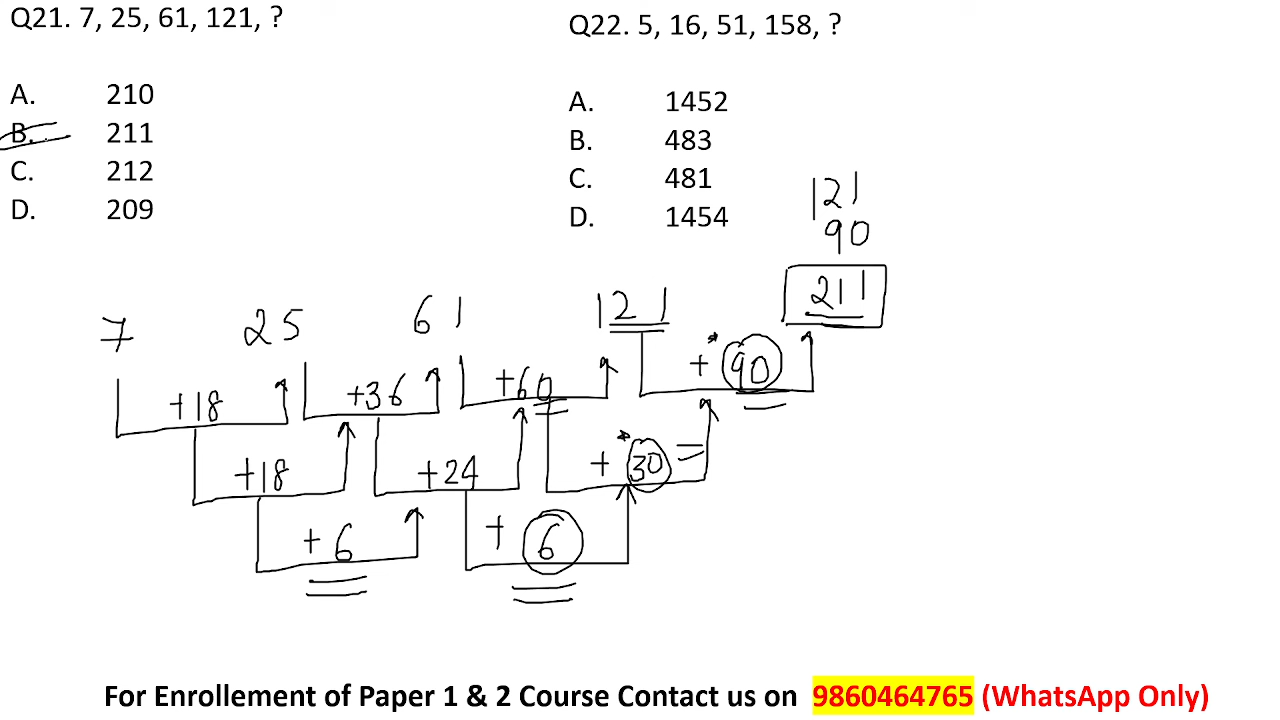 Q21. 7, 25, 61, 121, ?
A. 210
B. 211
C. 212
D. 209
Q22. 5, 16, 51, 158, ?
A. 1452
B. 483
C. 481
D. 1454
121
90
211
7 25 61 121
+18 +36 +60 +90
+18 +24 +30 =
+6 +6
For Enrollement of Paper 1 & 2 Course Contact us on 9860464765 (WhatsApp Only)